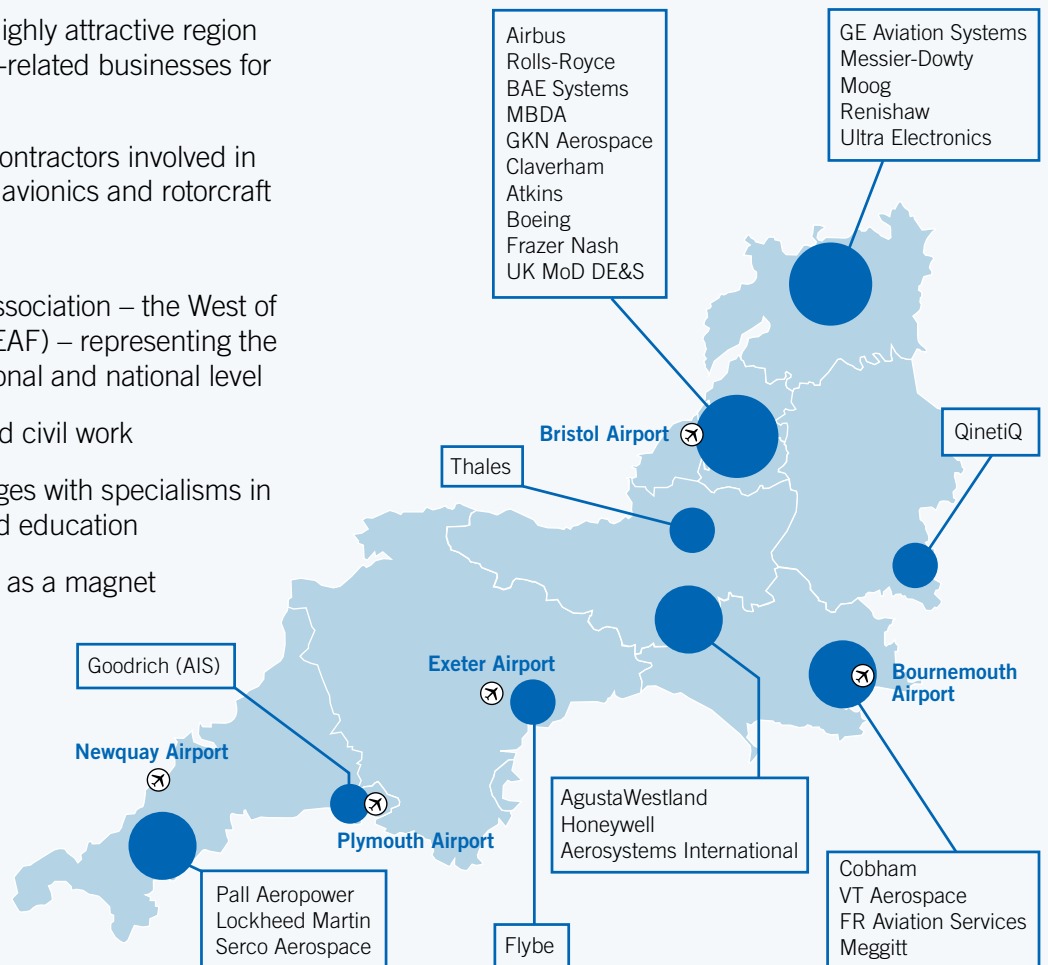 ighly attractive region
-related businesses for
ontractors involved in
avionics and rotorcraft
ssociation – the West of
EAF) – representing the
onal and national level
d civil work
ges with specialisms in
d education
as a magnet
Airbus
Rolls-Royce
BAE Systems
MBDA
GKN Aerospace
Claverham
Atkins
Boeing
Frazer Nash
UK MoD DE&S
GE Aviation Systems
Messier-Dowty
Moog
Renishaw
Ultra Electronics
Bristol Airport
QinetiQ
Thales
Goodrich (AIS)
Exeter Airport
Bournemouth
Airport
Newquay Airport
Plymouth Airport
AgustaWestland
Honeywell
Aerosystems International
Pall Aeropower
Lockheed Martin
Serco Aerospace
Flybe
Cobham
VT Aerospace
FR Aviation Services
Meggitt